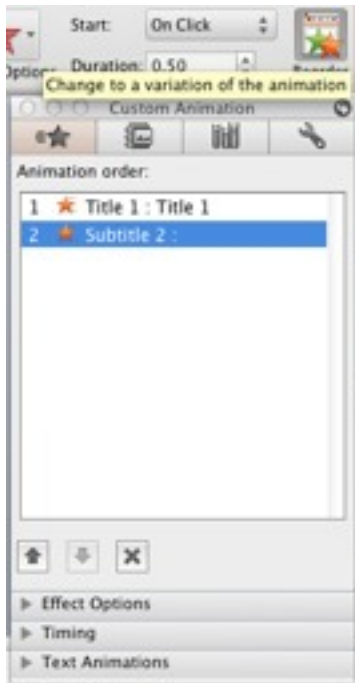 Start: On Click
Options Duration: 0.50
Change to a variation of the animation
Custom Animation
Animation order:
1 Title 1 : Title 1
2 Subtitle 2 :
Effect Options
Timing
Text Animations